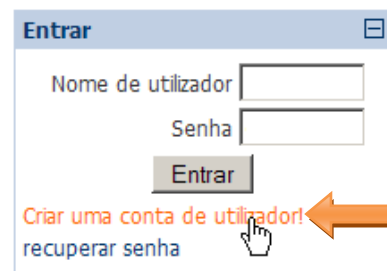 Entrar
Nome de utilizador
Senha
Entrar
Criar uma conta de utilizador!
recuperar senha